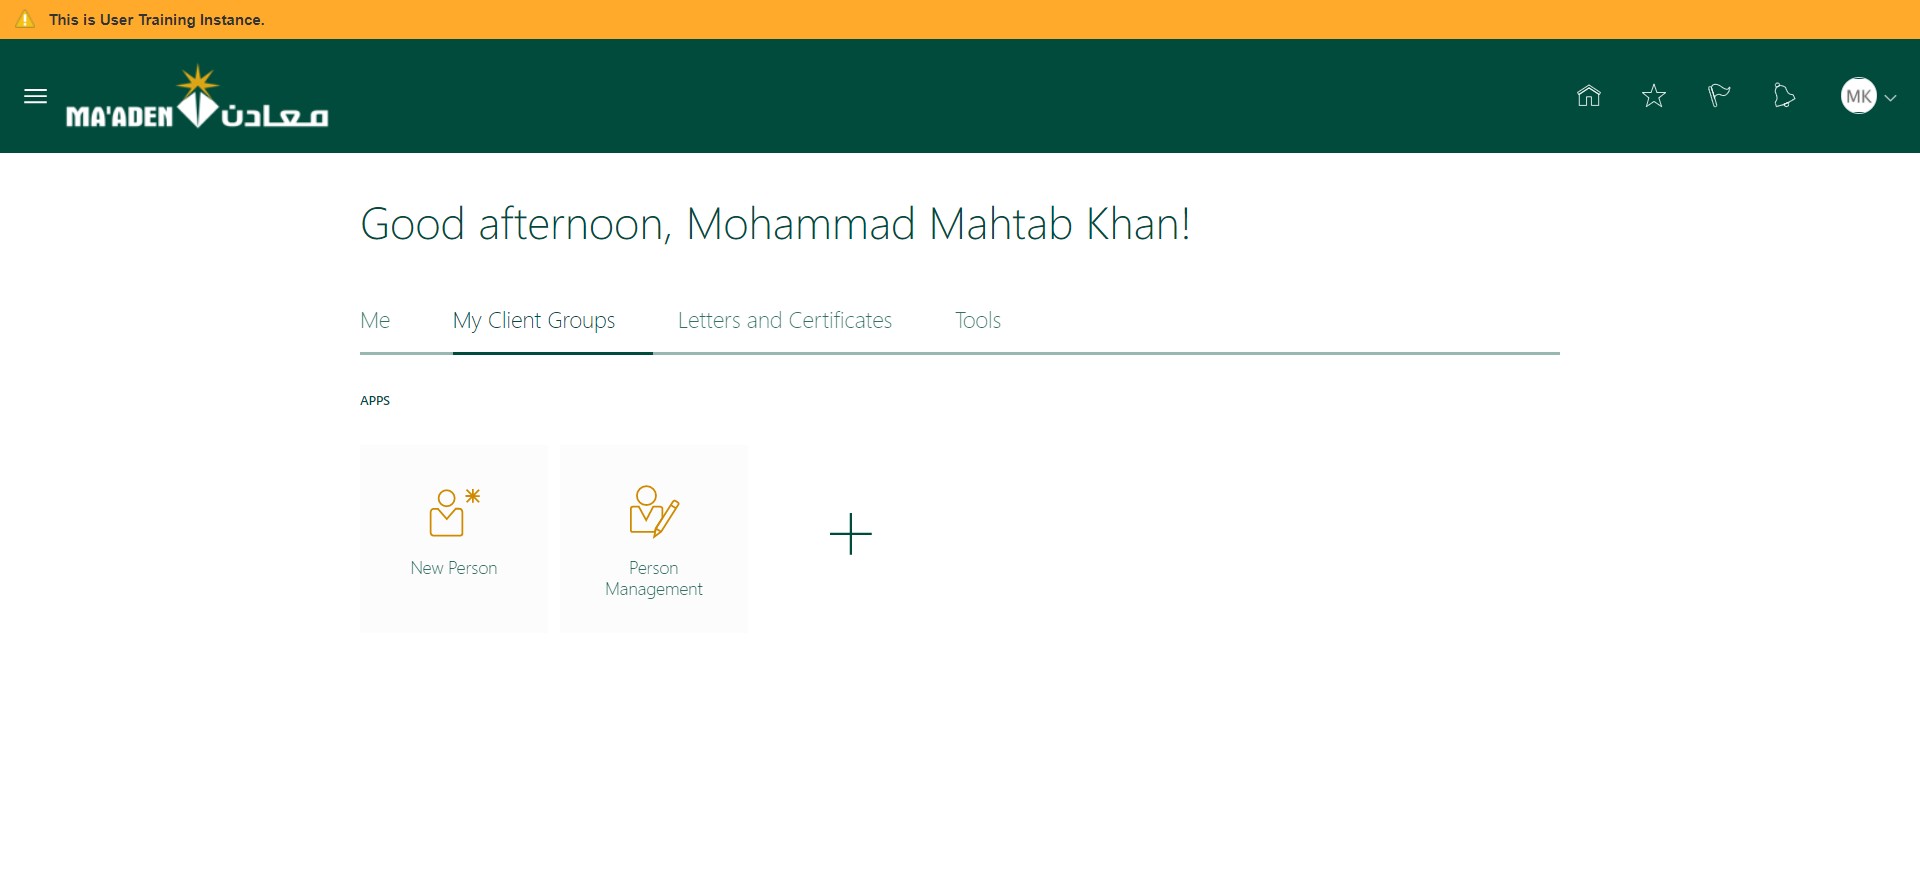 This is User Training Instance.
MA'ADEN معادن
MK
Good afternoon, Mohammad Mahtab Khan!
Me My Client Groups Letters and Certificates Tools
APPS
New Person
Person
Management